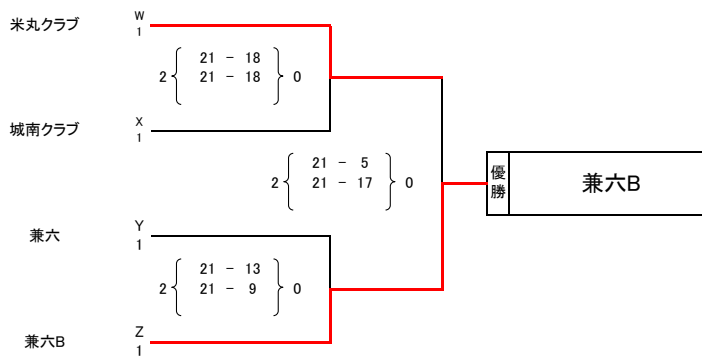 米丸クラブ
W
1
21 - 18
2 21 - 18 0
城南クラブ
X
1
21 - 5
2 21 - 17 0
優勝
兼六B
兼六
Y
1
21 - 13
2 21 - 9 0
兼六B
Z
1